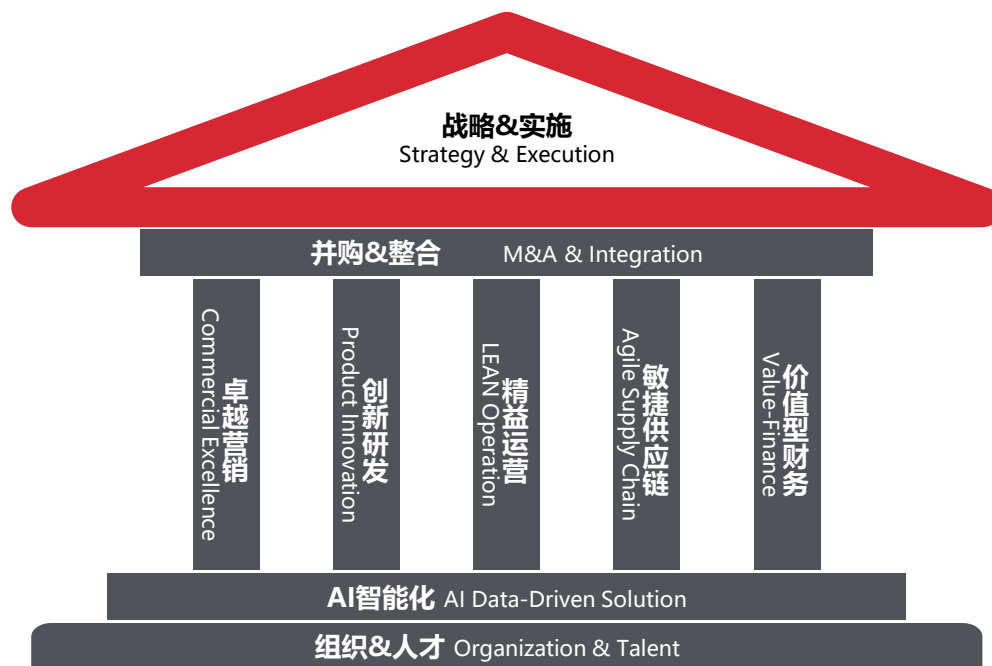 战略&实施
Strategy & Execution
并购&整合 M&A & Integration
卓越营销
Commercial Excellence
创新研发
Product Innovation
精益运营
LEAN Operation
敏捷供应链
Agile Supply Chain
价值型财务
Value-Finance
AI智能化 AI Data-Driven Solution
组织&人才 Organization & Talent